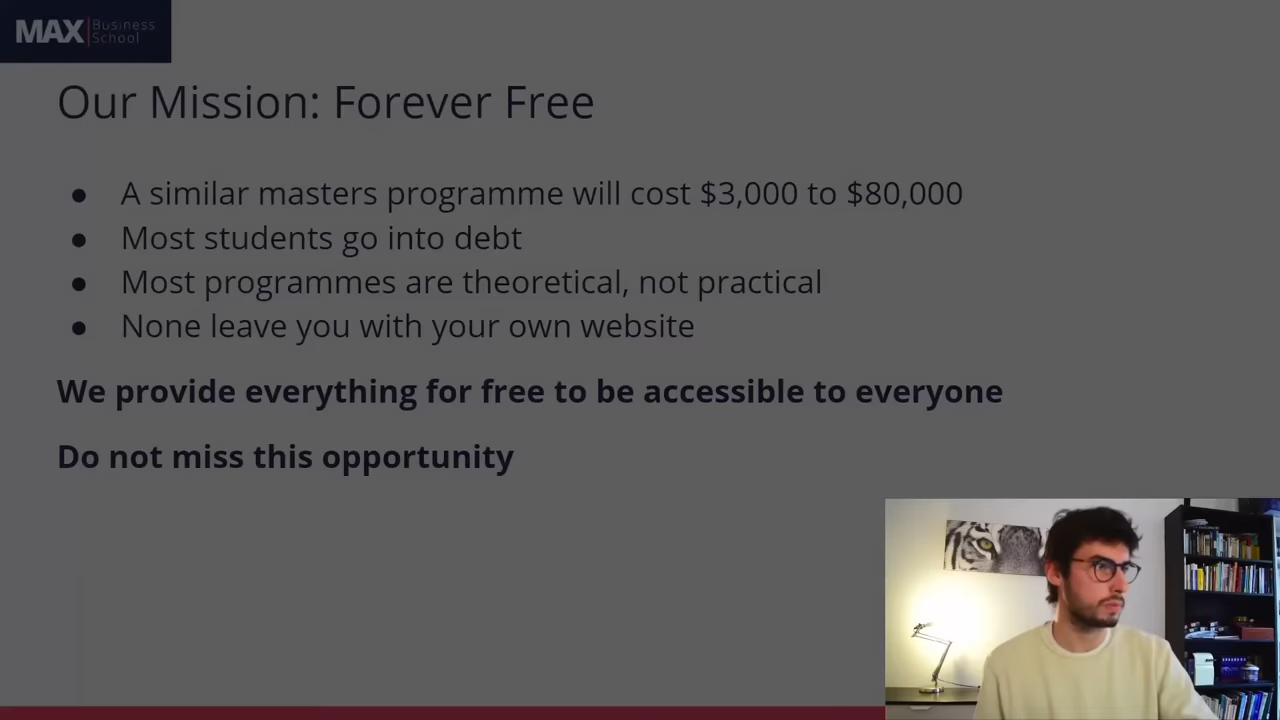 MAX Business School
Our Mission: Forever Free
● A similar masters programme will cost $3,000 to $80,000
● Most students go into debt
● Most programmes are theoretical, not practical
● None leave you with your own website
We provide everything for free to be accessible to everyone
Do not miss this opportunity